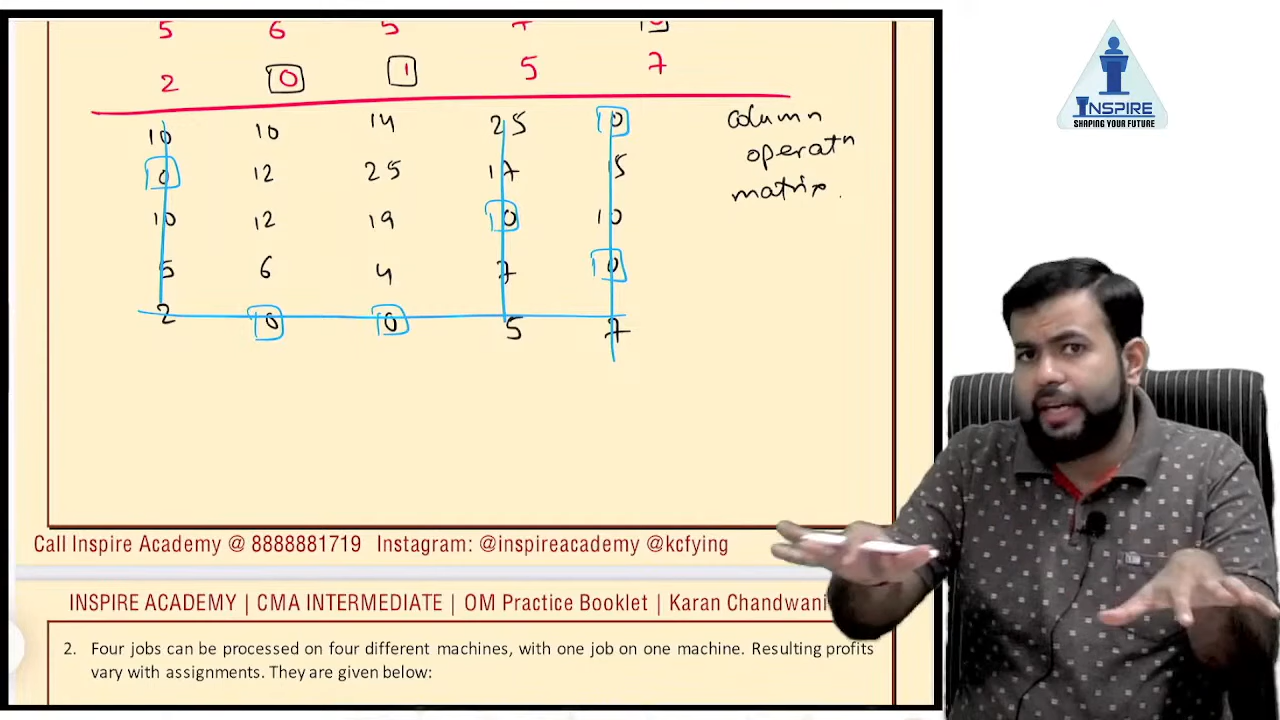 5 6 5 7 10
2 0 1 5 7
10 10 14 25 0
0 12 25 17 15
10 12 19 0 10
5 6 4 7 0
2 0 0 5 7
column
operatn
matrix.
INSPIRE
SHAPING YOUR FUTURE
Call Inspire Academy @ 8888881719 Instagram: @inspireacademy @kcfying
INSPIRE ACADEMY | CMA INTERMEDIATE | OM Practice Booklet | Karan Chandwani
2. Four jobs can be processed on four different machines, with one job on one machine. Resulting profits
vary with assignments. They are given below: